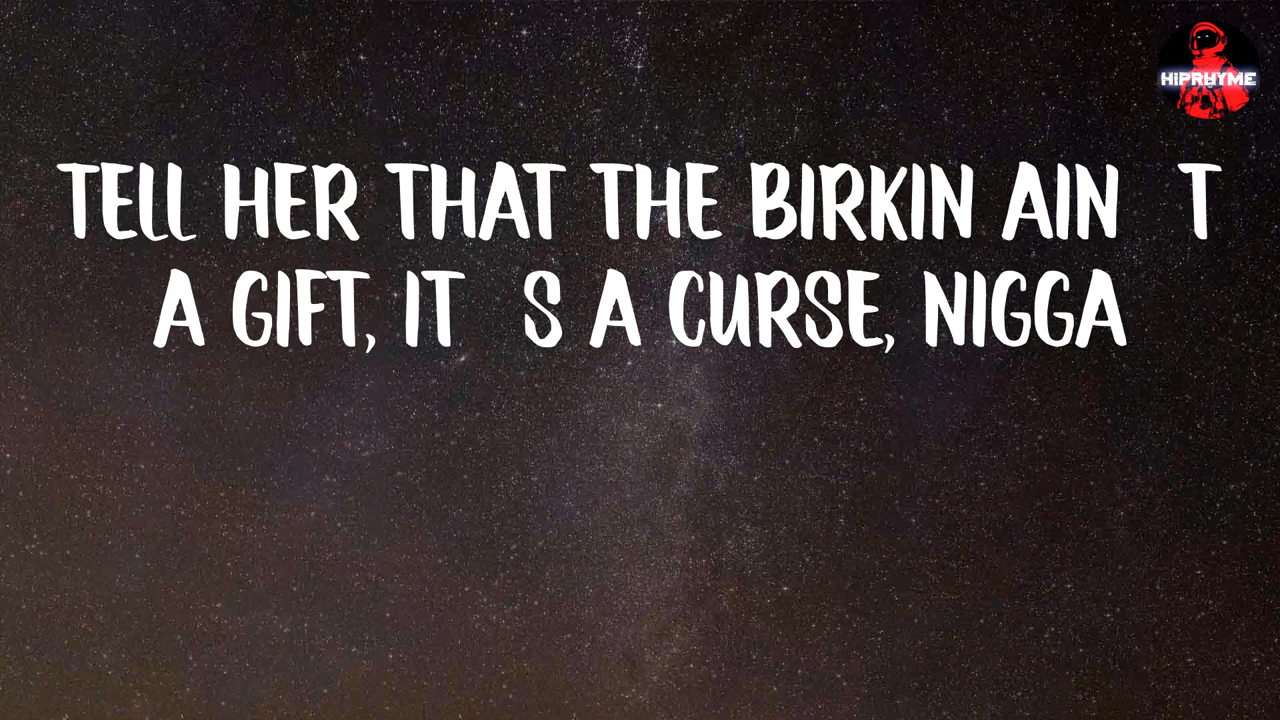 HIPRHYME
TELL HER THAT THE BIRKIN AIN  T
A GIFT, IT  S A CURSE, NIGGA